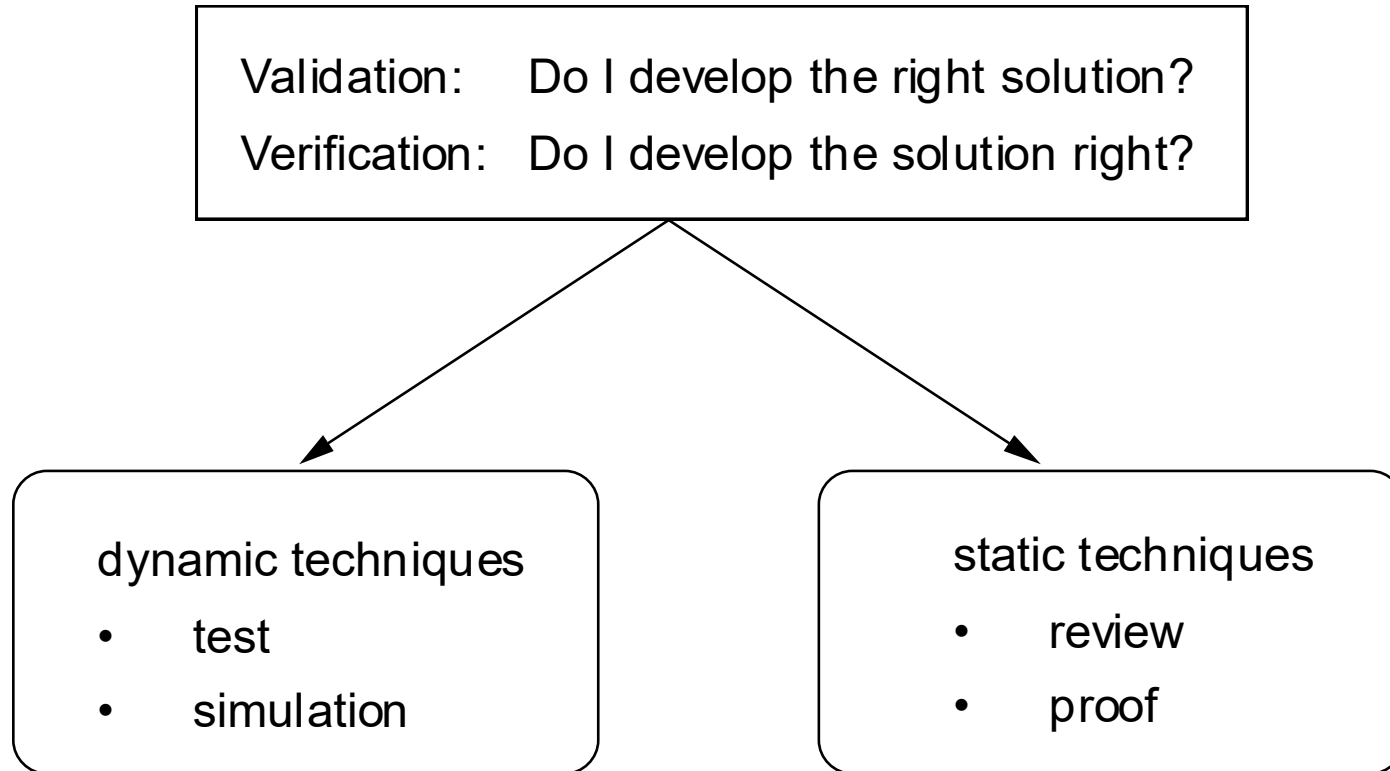 Validation: Do I develop the right solution?
Verification: Do I develop the solution right?
dynamic techniques
• test
• simulation
static techniques
• review
• proof